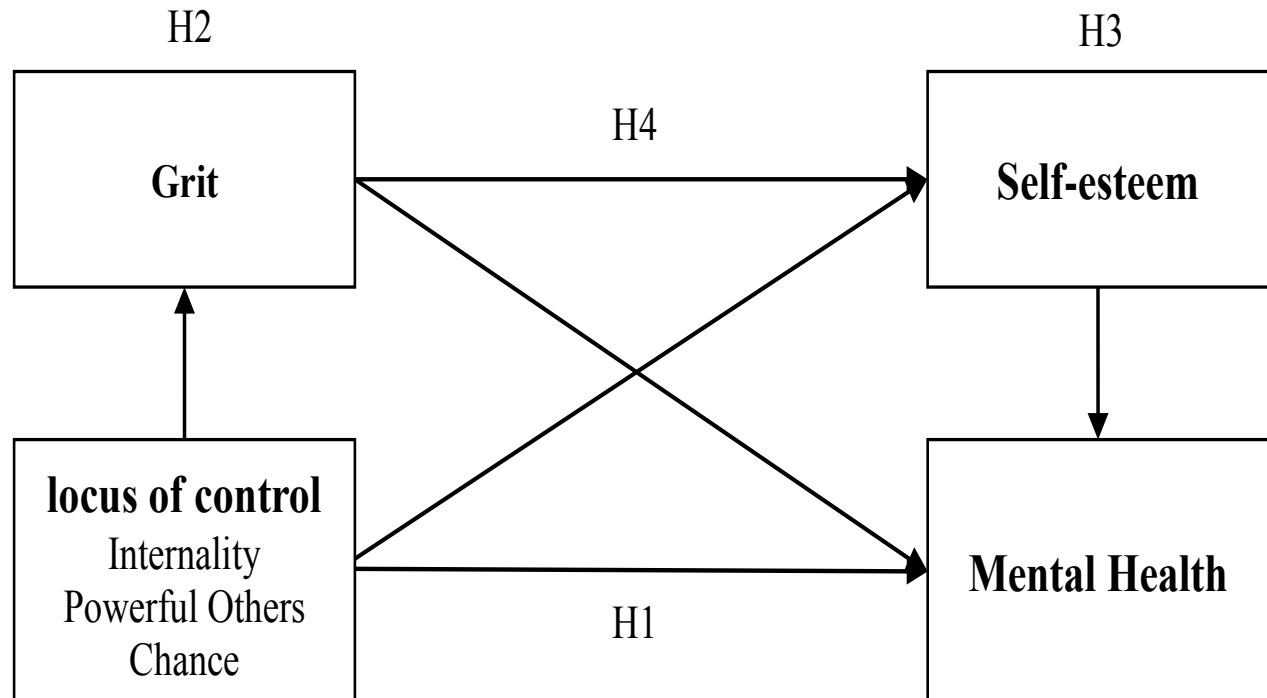 H2
H3
Grit
H4
Self-esteem
locus of control
Internality
Powerful Others
Chance
H1
Mental Health